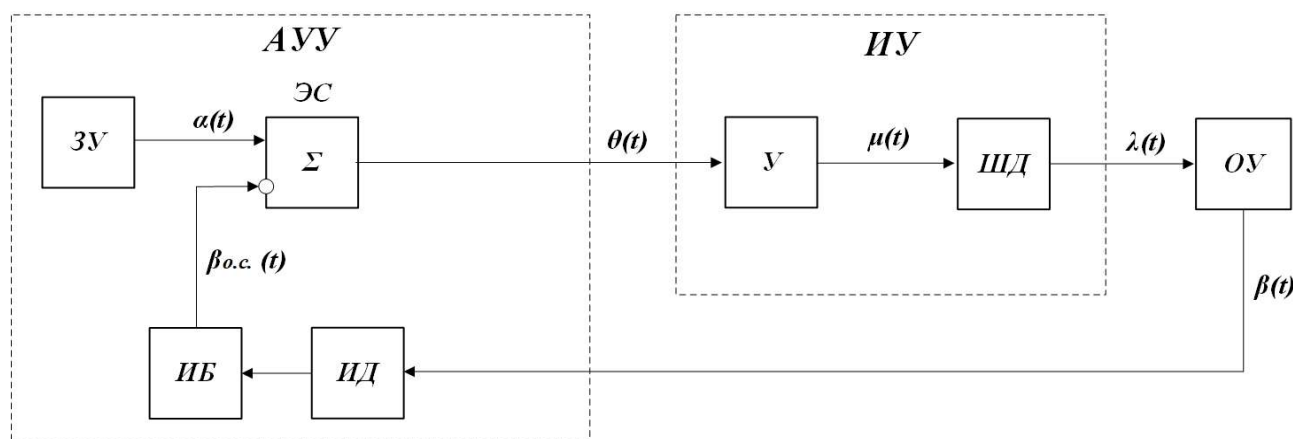 АУУ
ИУ
ЭС
ЗУ
α(t)
Σ
θ(t)
У
μ(t)
ШД
λ(t)
ОУ
βо.с. (t)
β(t)
ИБ
ИД